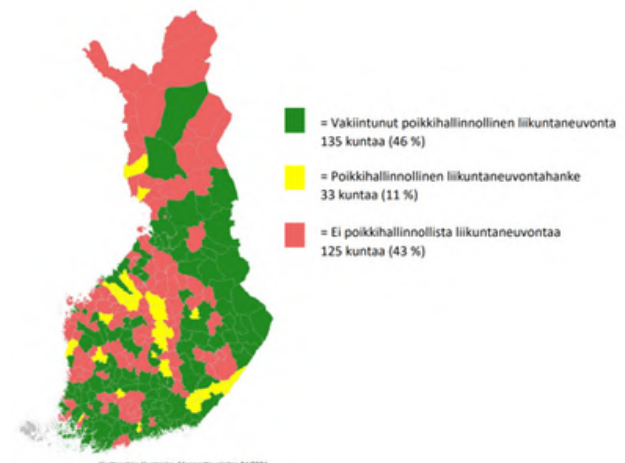 = Vakiintunut poikkihallinnollinen liikuntaneuvonta
135 kuntaa (46 %)
= Poikkihallinnollinen liikuntaneuvontahanke
33 kuntaa (11 %)
= Ei poikkihallinnollista liikuntaneuvontaa
125 kuntaa (43 %)